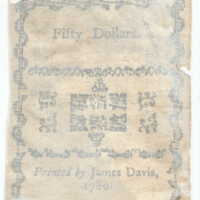 Fifty Dollars.
Printed by James Davis,
1780.